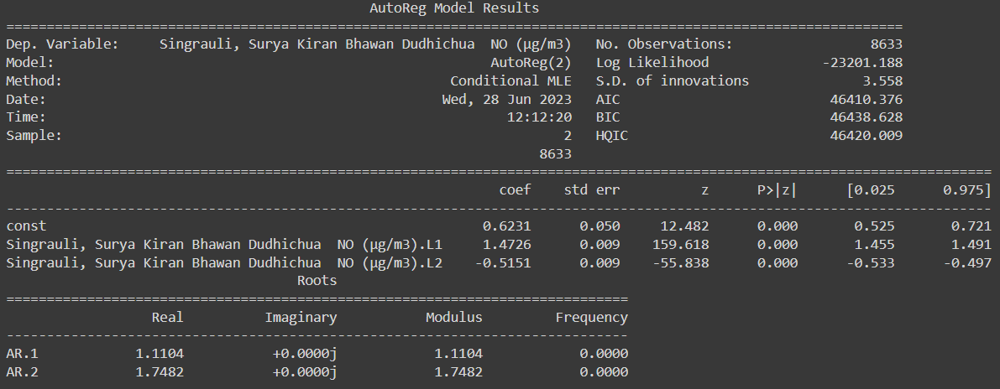 AutoReg Model Results
==============================================================================================================
Dep. Variable: Singrauli, Surya Kiran Bhawan Dudhichua  NO (µg/m3) No. Observations: 8633
Model: AutoReg(2) Log Likelihood -23201.188
Method: Conditional MLE S.D. of innovations 3.558
Date: Wed, 28 Jun 2023 AIC 46410.376
Time: 12:12:20 BIC 46438.628
Sample: 2 HQIC 46420.009
8633
==============================================================================================================
coef std err z P>|z| [0.025 0.975]
--------------------------------------------------------------------------------------------------------------
const 0.6231 0.050 12.482 0.000 0.525 0.721
Singrauli, Surya Kiran Bhawan Dudhichua  NO (µg/m3).L1 1.4726 0.009 159.618 0.000 1.455 1.491
Singrauli, Surya Kiran Bhawan Dudhichua  NO (µg/m3).L2 -0.5151 0.009 -55.838 0.000 -0.533 -0.497
Roots
=============================================================================
Real Imaginary Modulus Frequency
-----------------------------------------------------------------------------
AR.1 1.1104 +0.0000j 1.1104 0.0000
AR.2 1.7482 +0.0000j 1.7482 0.0000